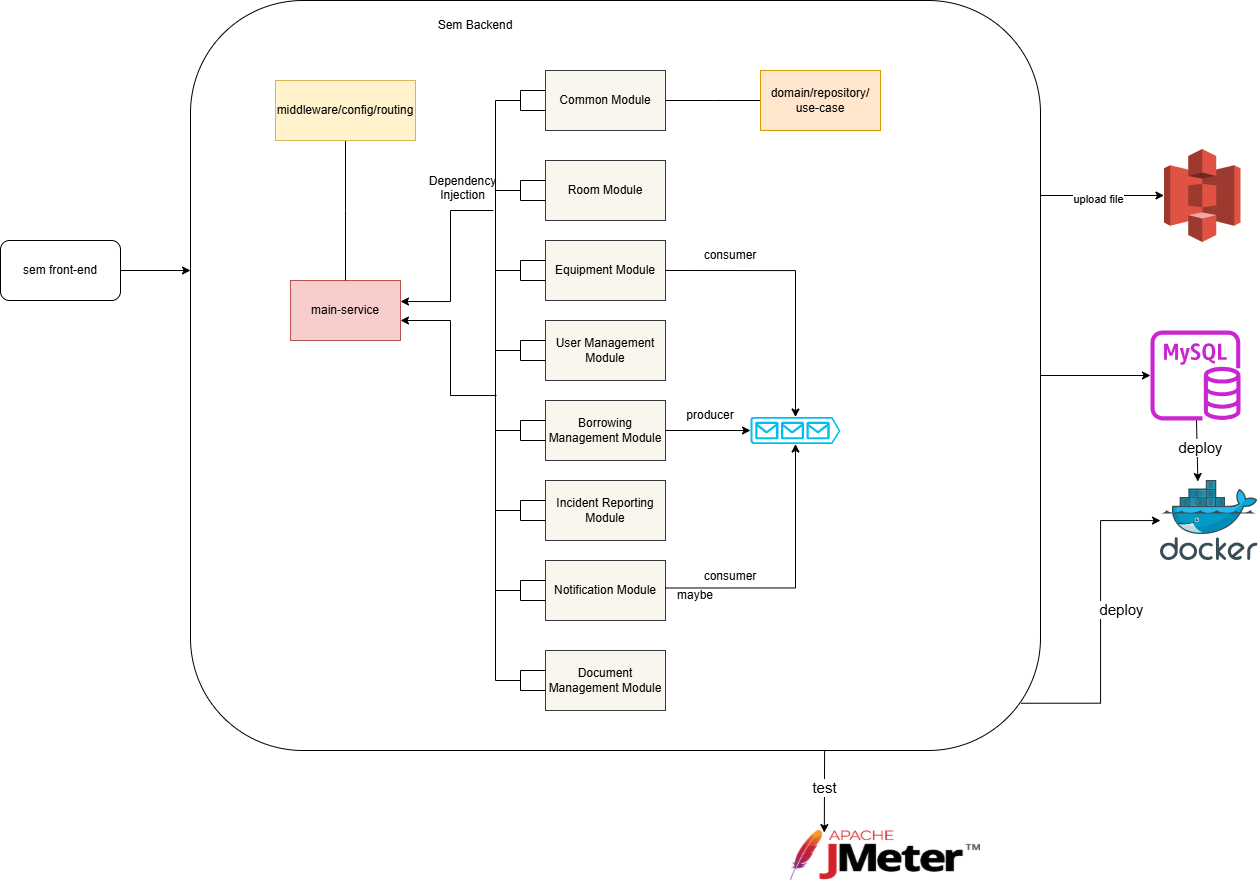 Sem Backend
middleware/config/routing
Common Module
domain/repository/
use-case
Dependency
Injection
Room Module
upload file
sem front-end
Equipment Module
consumer
main-service
User Management
Module
MySQL
Borrowing
Management Module
producer
deploy
Incident Reporting
Module
docker
Notification Module
consumer
maybe
deploy
Document
Management Module
test
APACHE
JMeter™